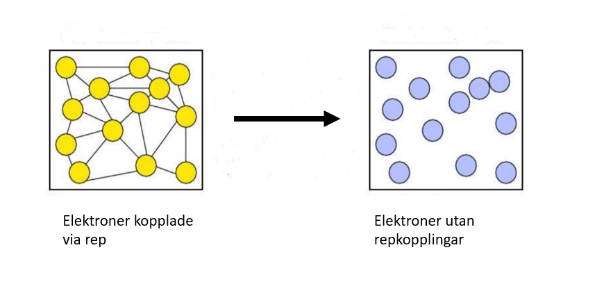 Elektroner kopplade
via rep
Elektroner utan
repkopplingar